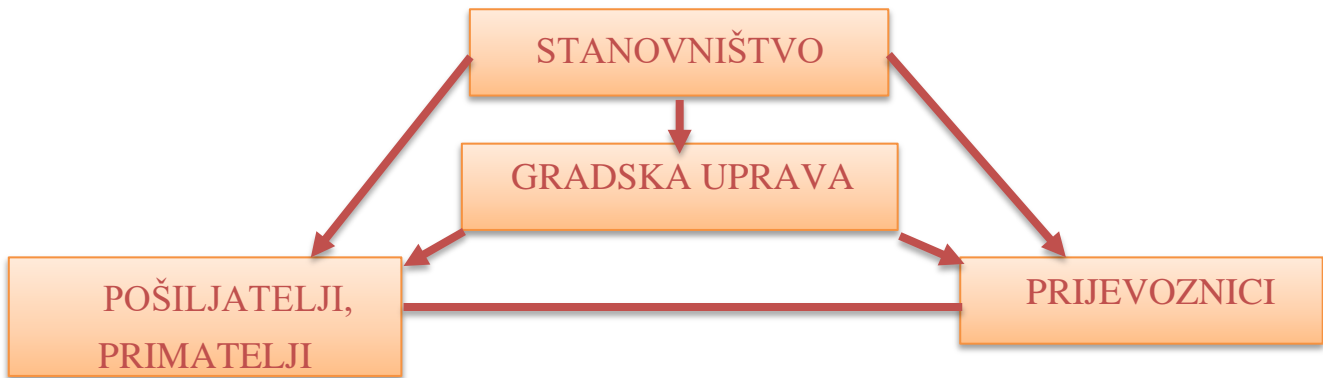 STANOVNIŠTVO
GRADSKA UPRAVA
POŠILJATELJI,
PRIMATELJI
PRIJEVOZNICI